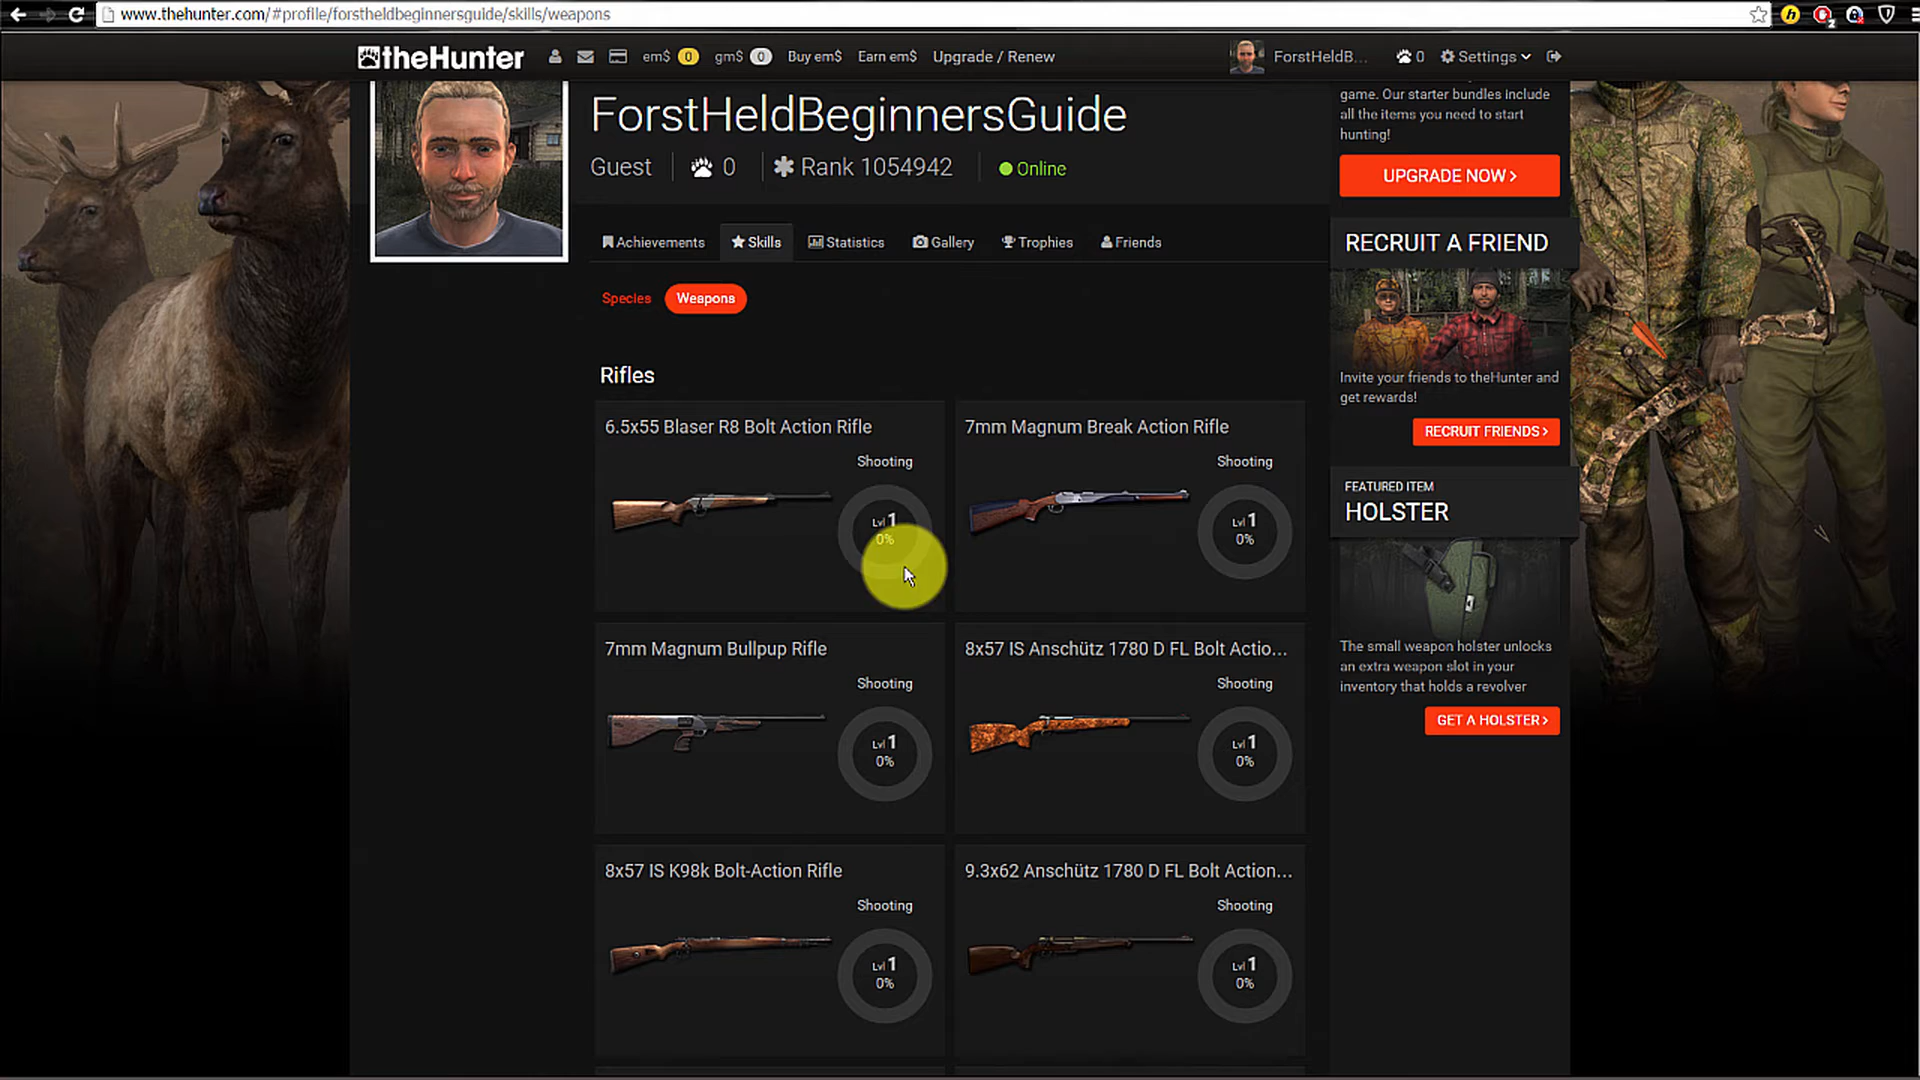 www.thehunter.com/#profile/forstheldbeginnersguide/skills/weapons
theHunter em$ 0 gm$ 0 Buy em$ Earn em$ Upgrade / Renew ForstHeldB... 0 Settings
ForstHeldBeginnersGuide
Guest 0 Rank 1054942 Online
Achievements Skills Statistics Gallery Trophies Friends
Species Weapons
Rifles
6.5x55 Blaser R8 Bolt Action Rifle
Shooting
Lvl 1
0%
7mm Magnum Break Action Rifle
Shooting
Lvl 1
0%
7mm Magnum Bullpup Rifle
Shooting
Lvl 1
0%
8x57 IS Anschütz 1780 D FL Bolt Actio...
Shooting
Lvl 1
0%
8x57 IS K98k Bolt-Action Rifle
Shooting
Lvl 1
0%
9.3x62 Anschütz 1780 D FL Bolt Action...
Shooting
Lvl 1
0%
game. Our starter bundles include
all the items you need to start
hunting!
UPGRADE NOW ›
RECRUIT A FRIEND
Invite your friends to theHunter and
get rewards!
RECRUIT FRIENDS ›
FEATURED ITEM
HOLSTER
The small weapon holster unlocks
an extra weapon slot in your
inventory that holds a revolver
GET A HOLSTER ›